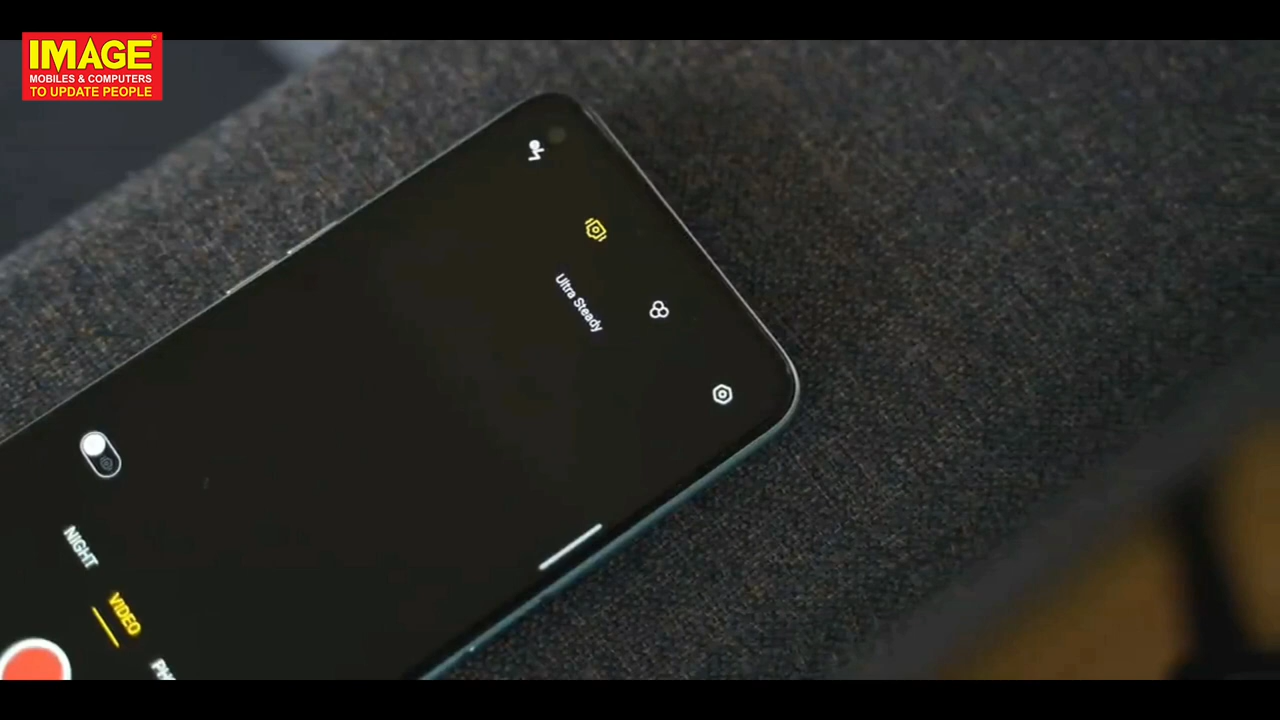 IMAGE
MOBILES & COMPUTERS
TO UPDATE PEOPLE
Ultra Steady
NIGHT
VIDEO